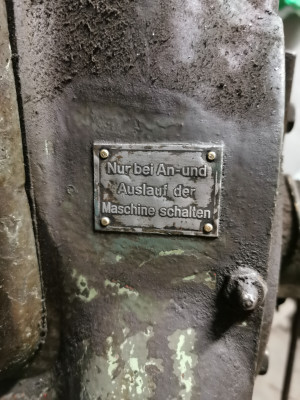 Nur bei An-und
Auslauf der
Maschine schalten